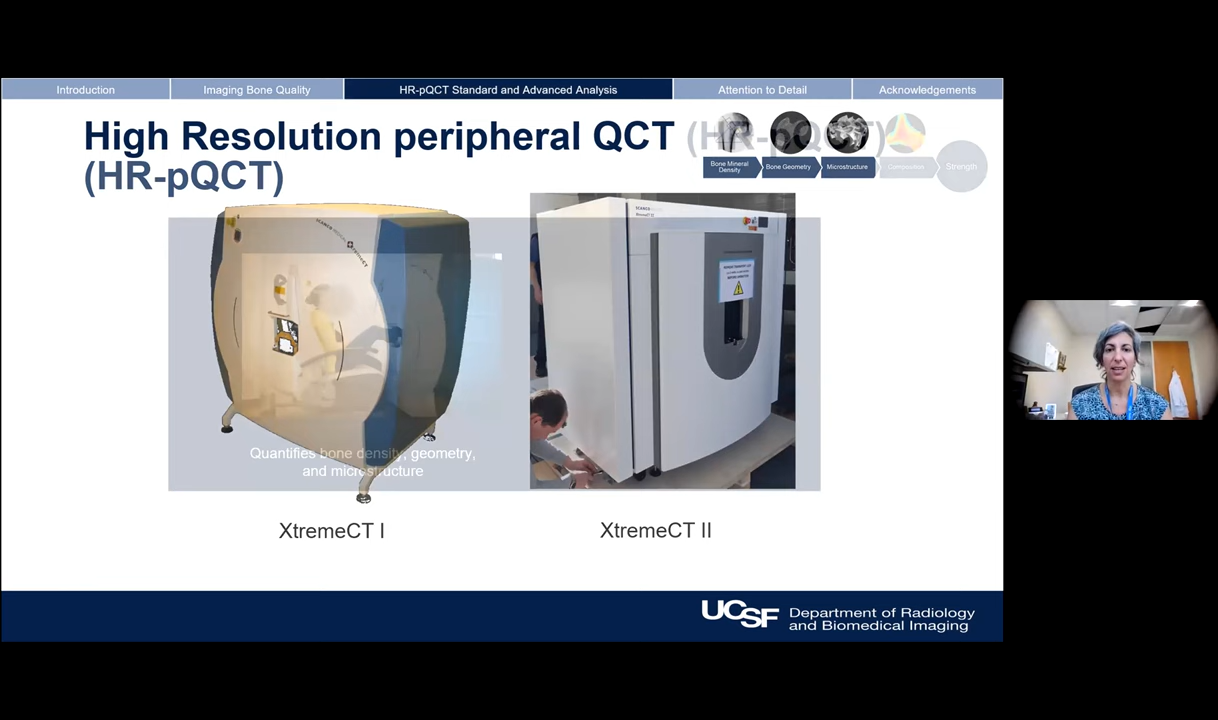 Introduction
Imaging Bone Quality
HR-pQCT Standard and Advanced Analysis
Attention to Detail
Acknowledgements
High Resolution peripheral QCT (HR-pQCT)
(HR-pQCT)
Bone Mineral
Density
Bone Geometry
Microstructure
Composition
Strength
Quantifies bone density, geometry,
and microstructure
XtremeCT I
XtremeCT II
UCSF
Department of Radiology
and Biomedical Imaging